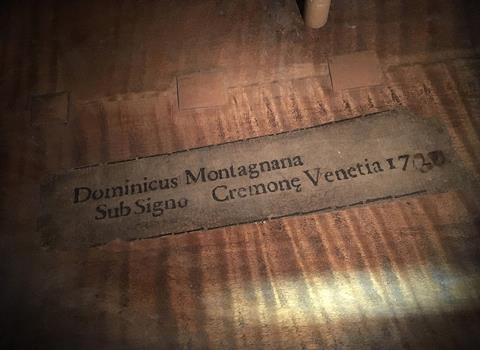 Dominicus Montagnana
Sub Signo Cremonę Venetia